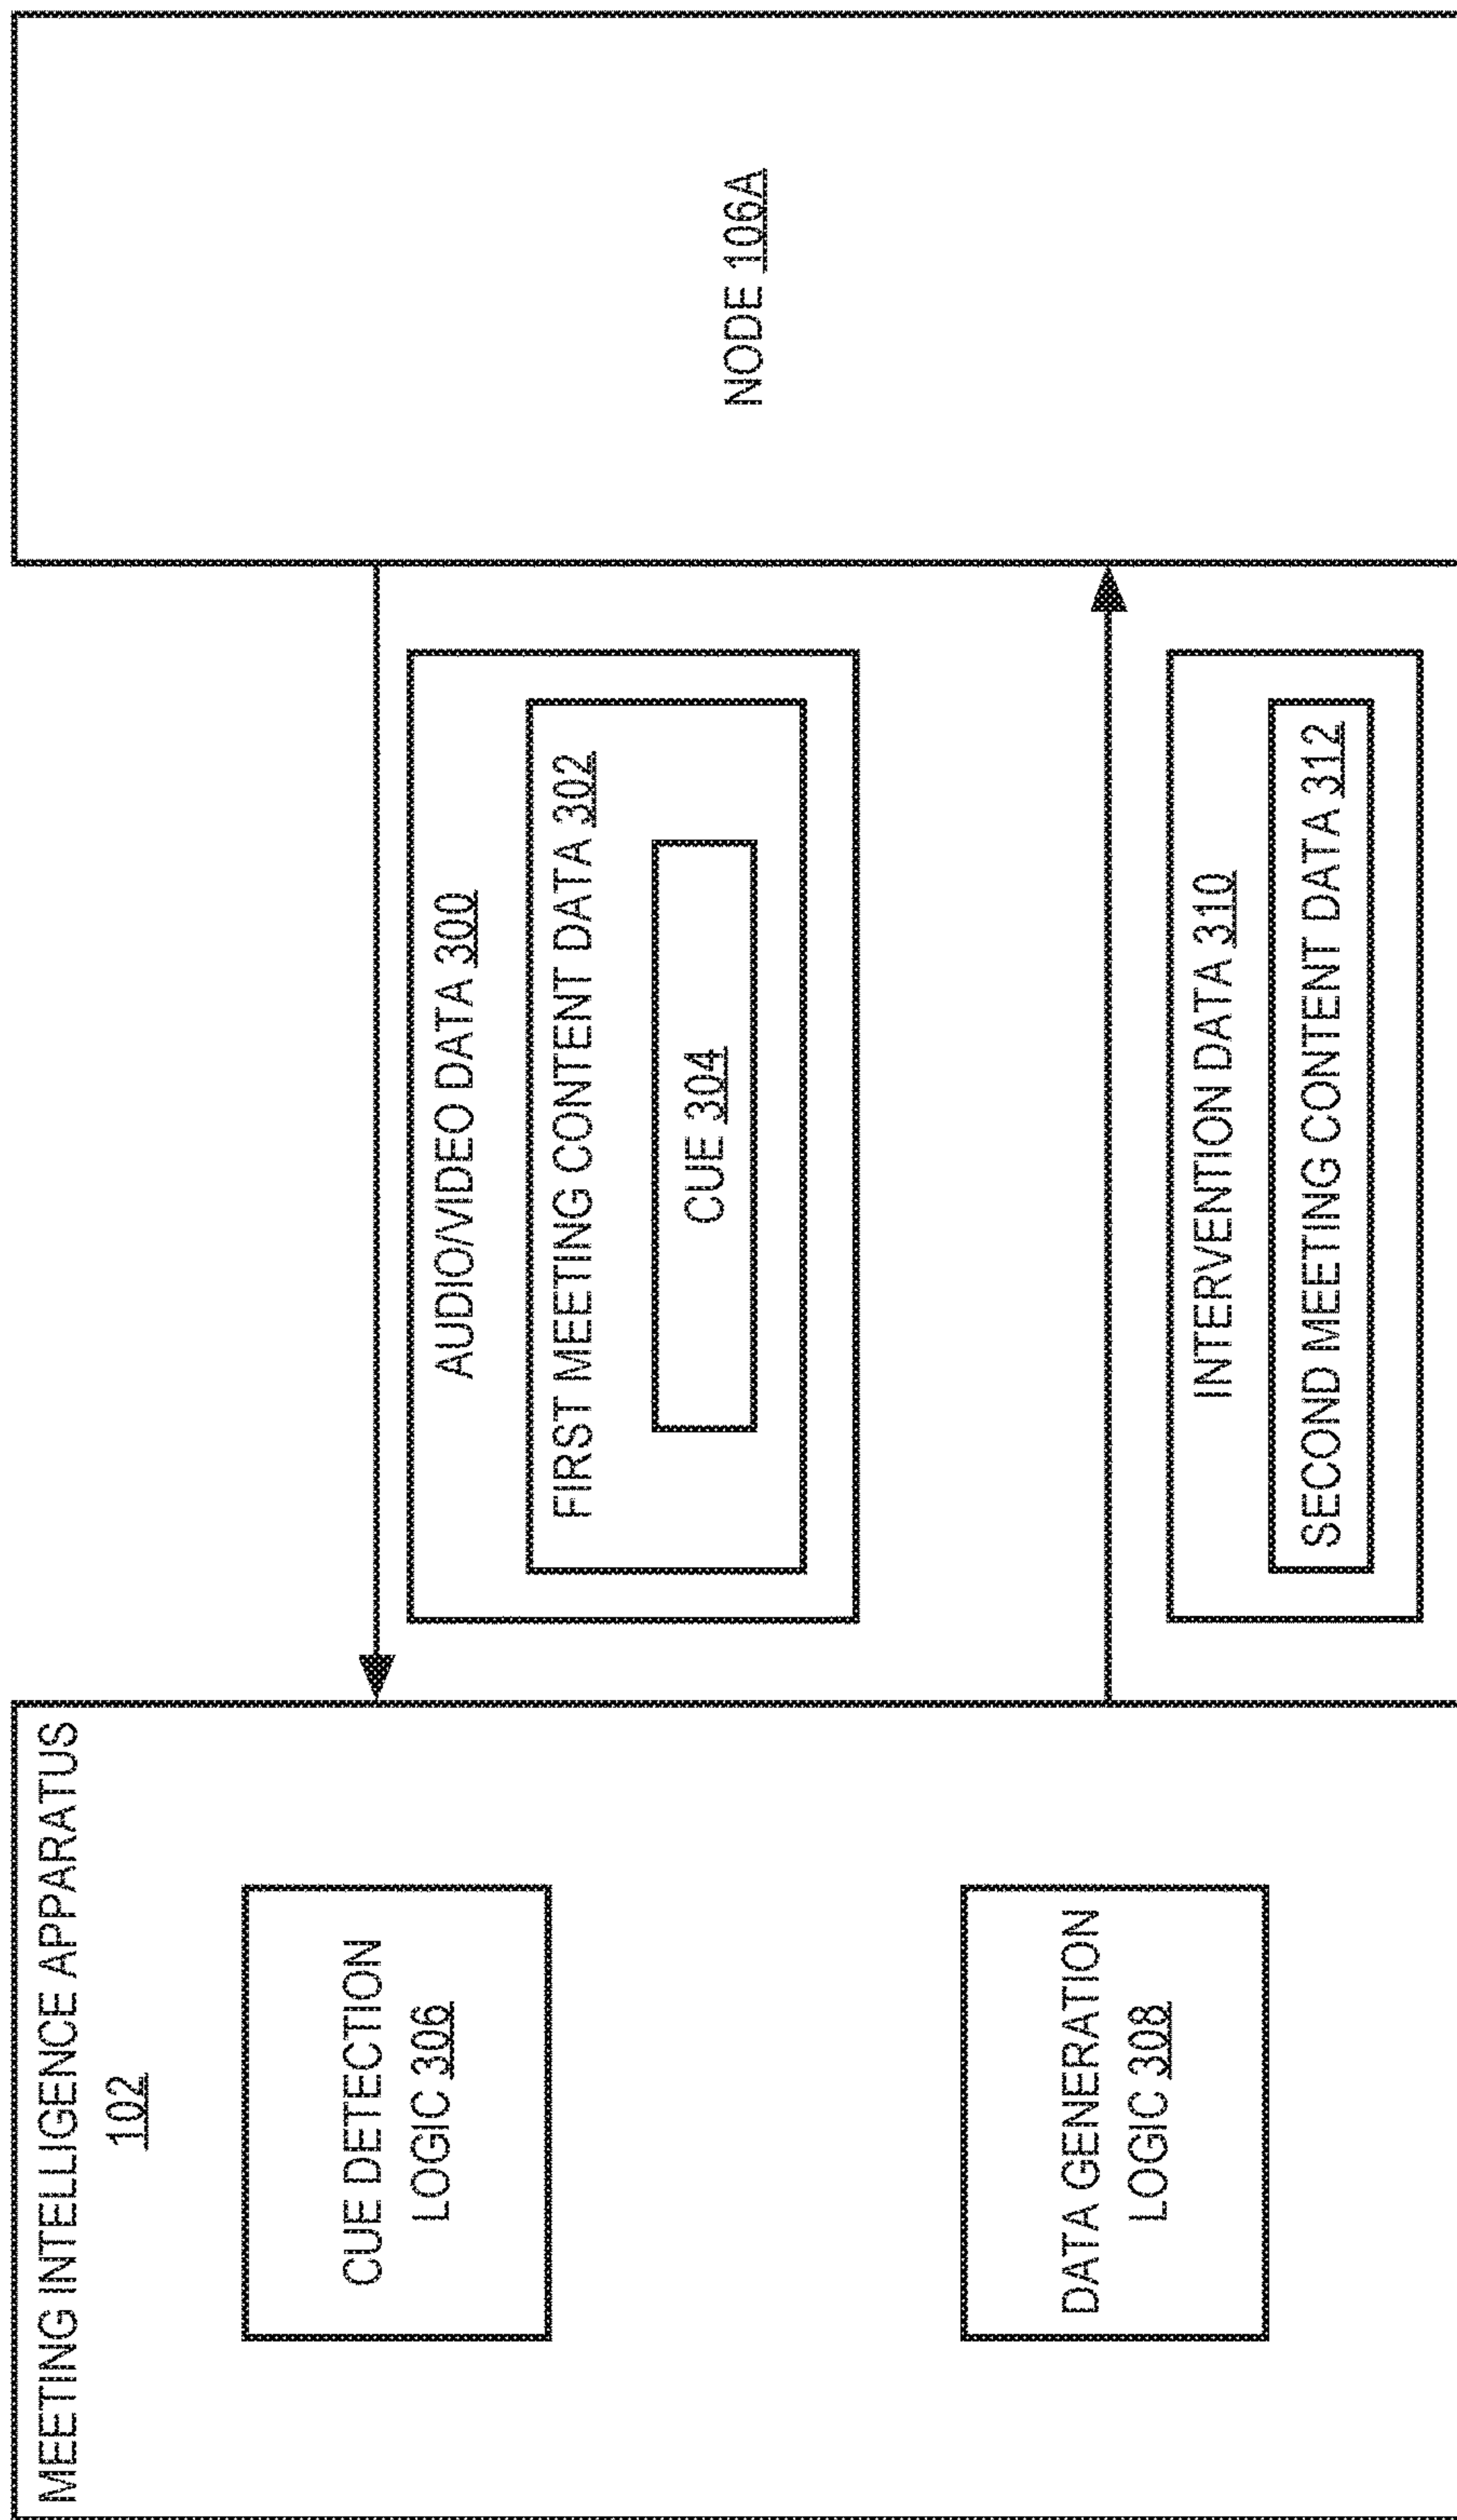 MEETING INTELLIGENCE APPARATUS
102
CUE DETECTION
LOGIC 306
DATA GENERATION
LOGIC 308
AUDIO/VIDEO DATA 300
FIRST MEETING CONTENT DATA 302
CUE 304
INTERVENTION DATA 310
SECOND MEETING CONTENT DATA 312
NODE 106A